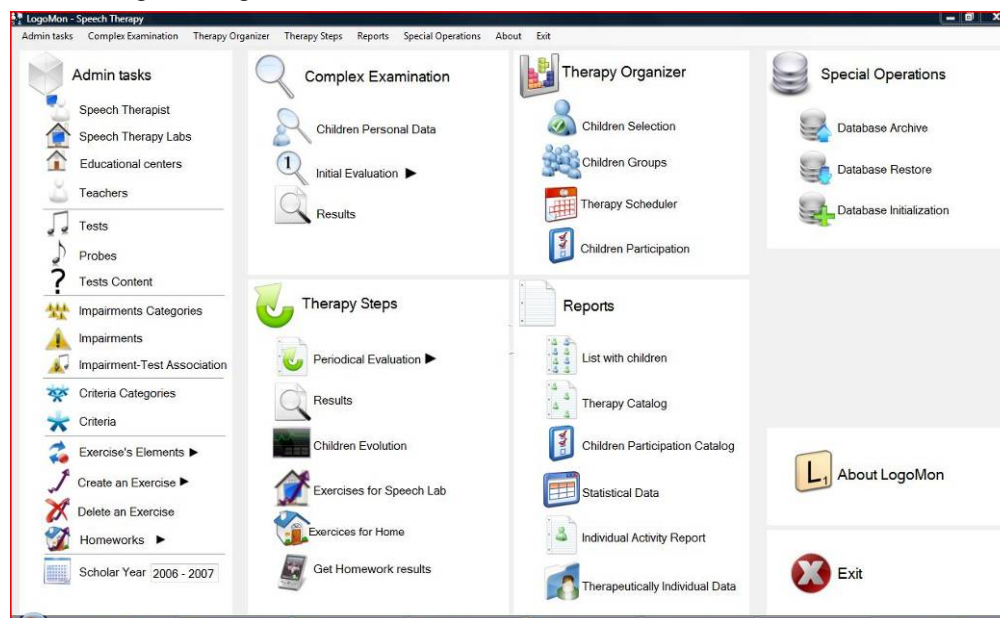 LogoMon - Speech Therapy
Admin tasks Complex Examination Therapy Organizer Therapy Steps Reports Special Operations About Exit
Admin tasks
Speech Therapist
Speech Therapy Labs
Educational centers
Teachers
Tests
Probes
Tests Content
Impairments Categories
Impairments
Impairment-Test Association
Criteria Categories
Criteria
Exercise's Elements
Create an Exercise
Delete an Exercise
Homeworks
Scholar Year 2006 - 2007
Complex Examination
Children Personal Data
1
Initial Evaluation
Results
Therapy Steps
Periodical Evaluation
Results
Children Evolution
Exercises for Speech Lab
Exercices for Home
Get Homework results
Therapy Organizer
Children Selection
Children Groups
Therapy Scheduler
Children Participation
Reports
List with children
Therapy Catalog
Children Participation Catalog
Statistical Data
Individual Activity Report
Therapeutically Individual Data
Special Operations
Database Archive
Database Restore
Database Initialization
L1
About LogoMon
Exit